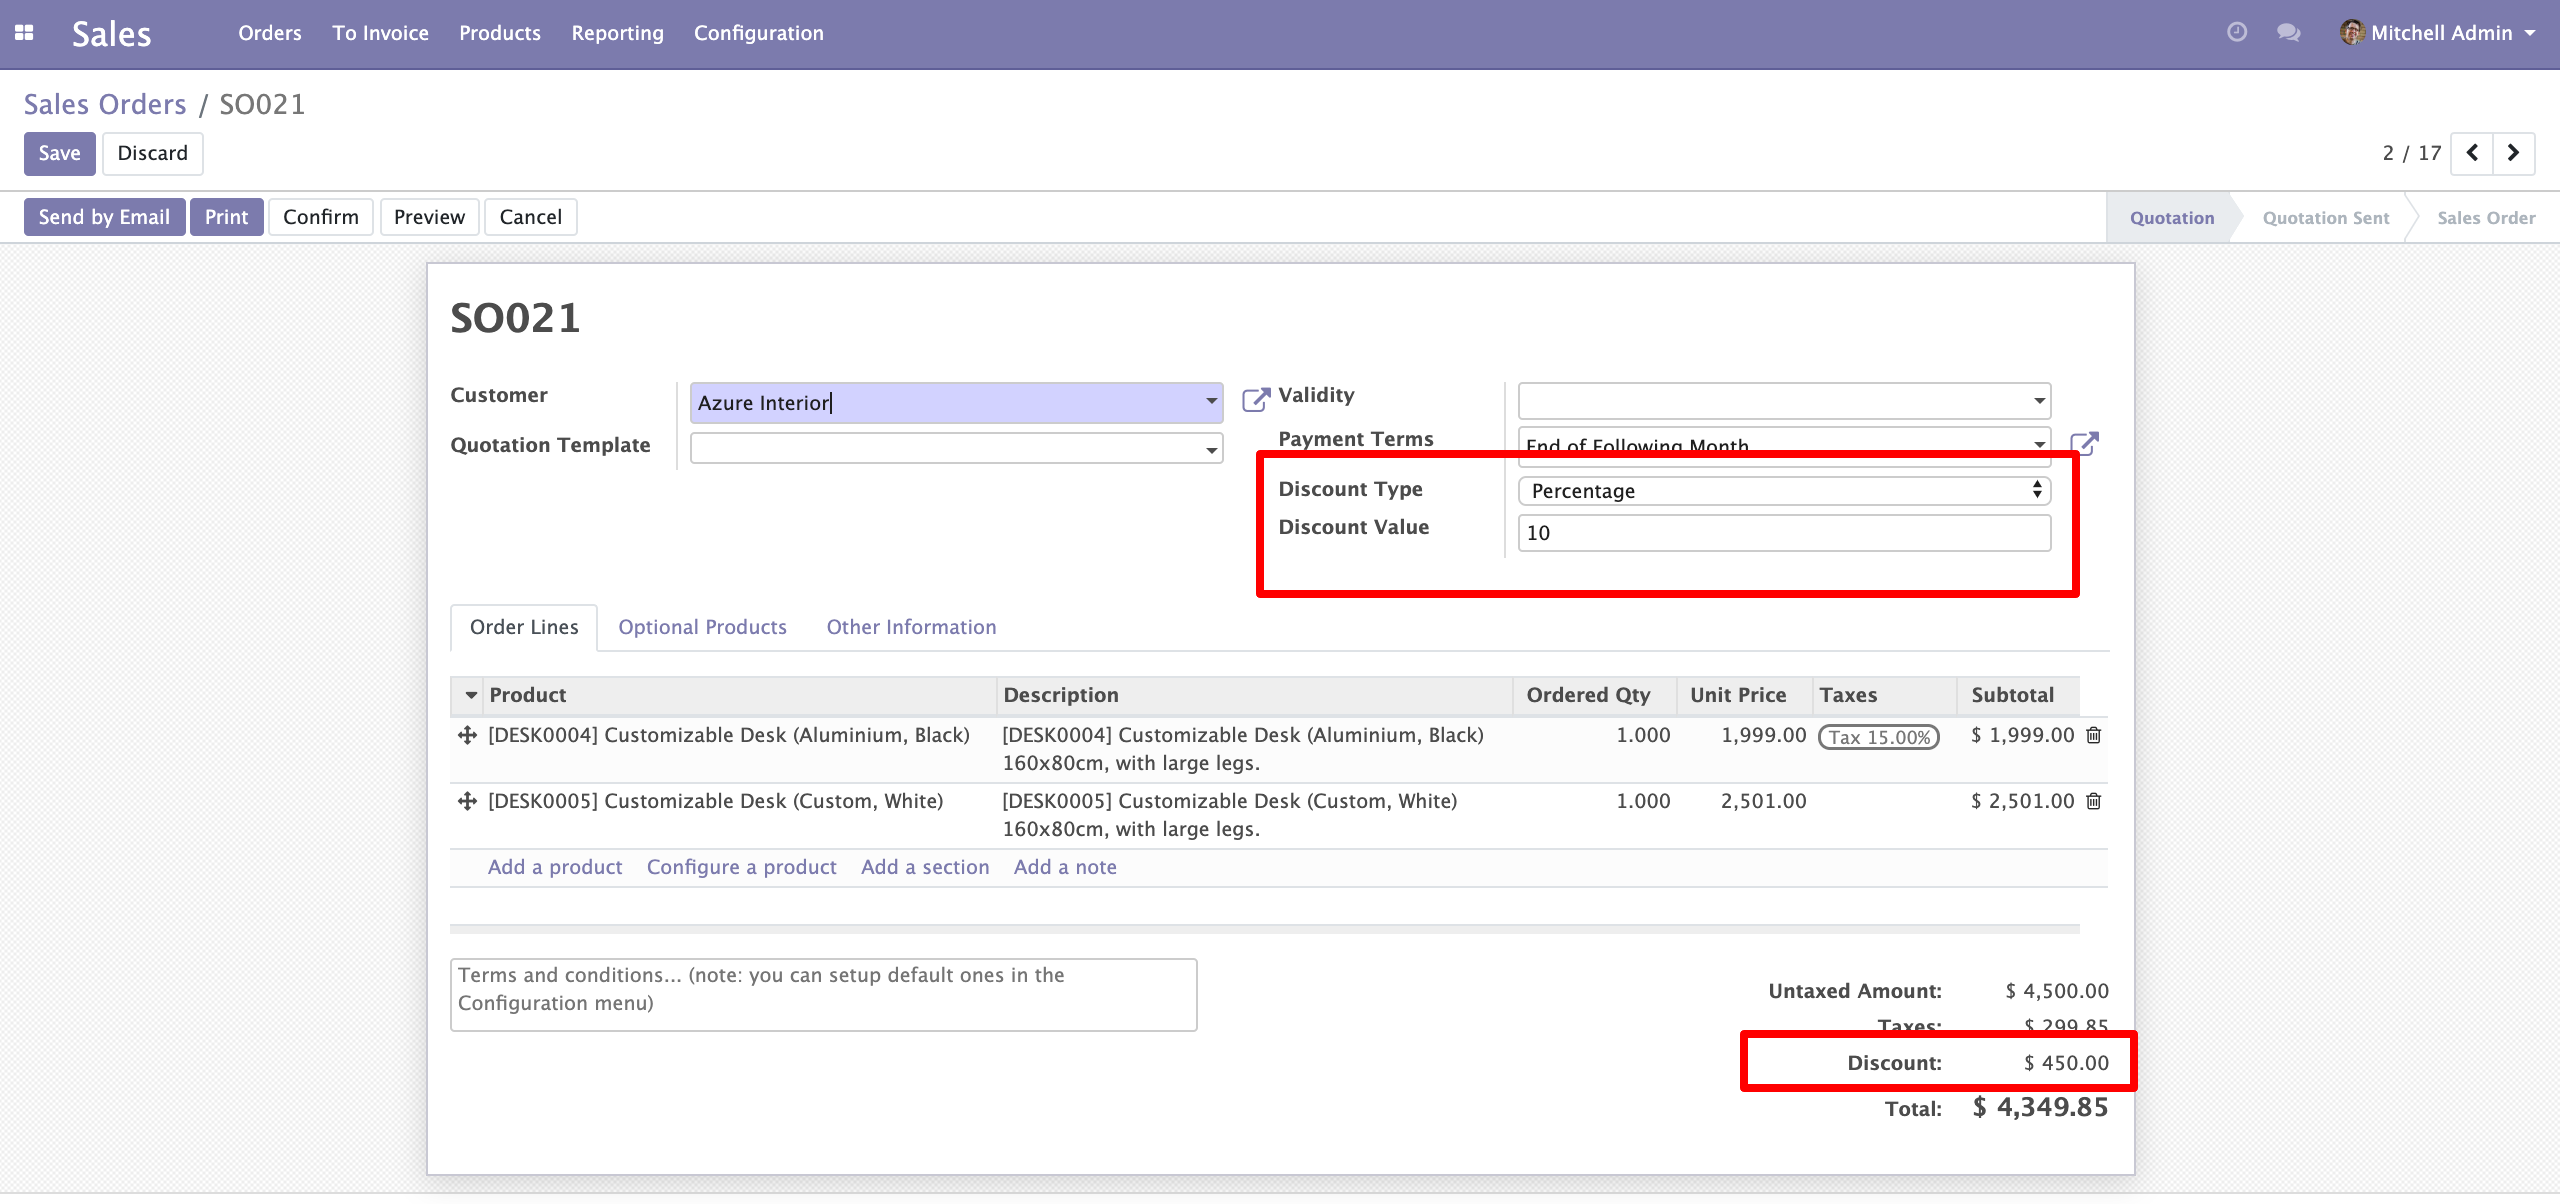 Sales Orders To Invoice Products Reporting Configuration Mitchell Admin
Sales Orders / SO021
Save Discard 2 / 17
Send by Email Print Confirm Preview Cancel Quotation Quotation Sent Sales Order
SO021
Customer Azure Interior Validity
Payment Terms End of Following Month
Quotation Template
Discount Type Percentage
Discount Value 10
Order Lines Optional Products Other Information
Product Description Ordered Qty Unit Price Taxes Subtotal
[DESK0004] Customizable Desk (Aluminium, Black) [DESK0004] Customizable Desk (Aluminium, Black) 1.000 1,999.00 Tax 15.00% $ 1,999.00
160x80cm, with large legs.
[DESK0005] Customizable Desk (Custom, White) [DESK0005] Customizable Desk (Custom, White) 1.000 2,501.00 $ 2,501.00
160x80cm, with large legs.
Add a product Configure a product Add a section Add a note
Terms and conditions... (note: you can setup default ones in the
Configuration menu)
Untaxed Amount: $ 4,500.00
Taxes: $ 299.85
Discount: $ 450.00
Total: $ 4,349.85